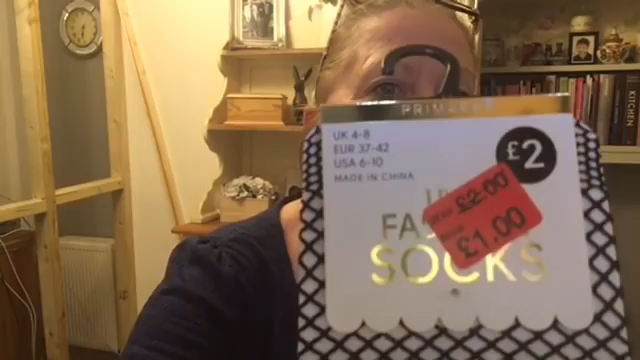 PRIMARK
UK 4-8
EUR 37-42
USA 6-10
MADE IN CHINA
£2
£2.00
£1.00
SOCKS
KITCHEN